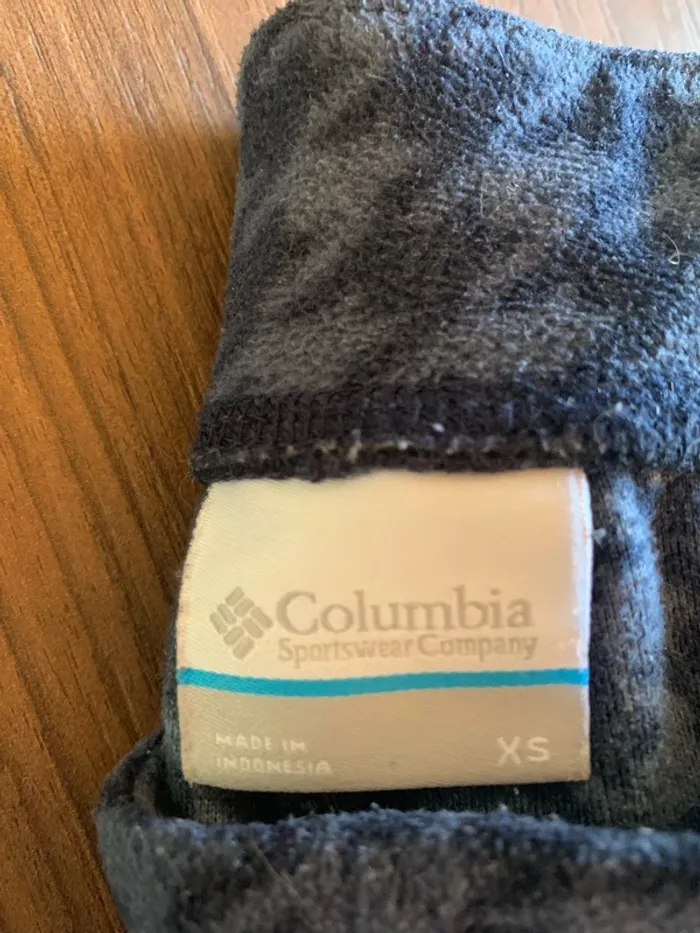 Columbia
Sportswear Company
MADE IN
INDONESIA
XS